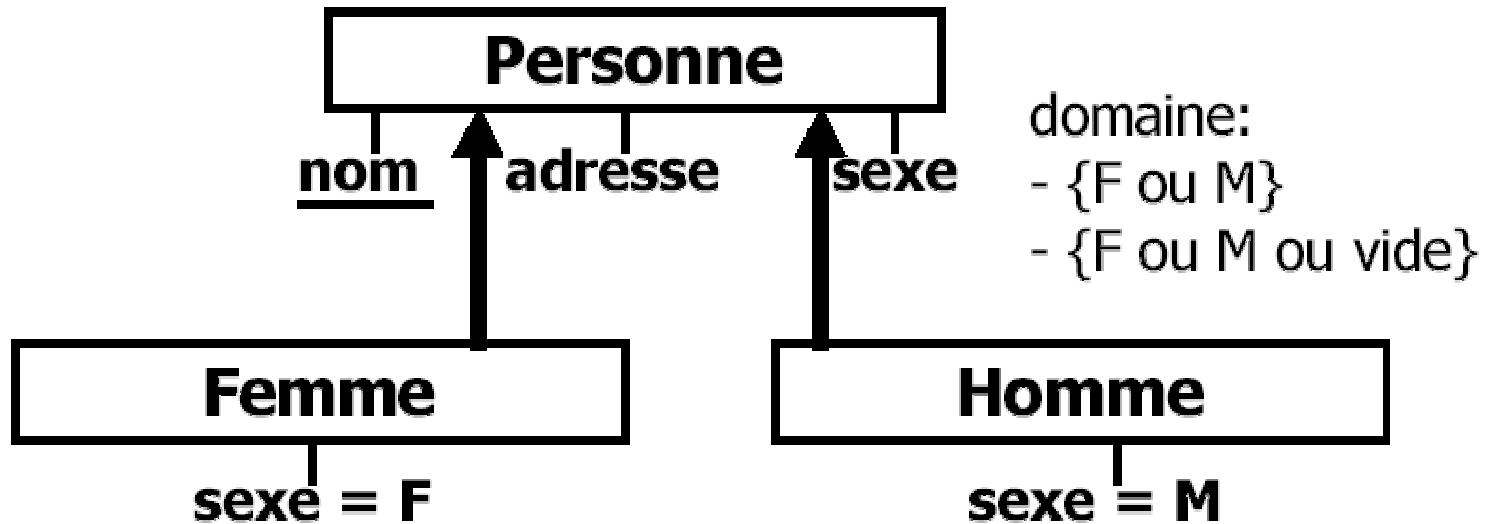 Personne
nom adresse sexe
domaine:
- {F ou M}
- {F ou M ou vide}
Femme
Homme
sexe = F
sexe = M